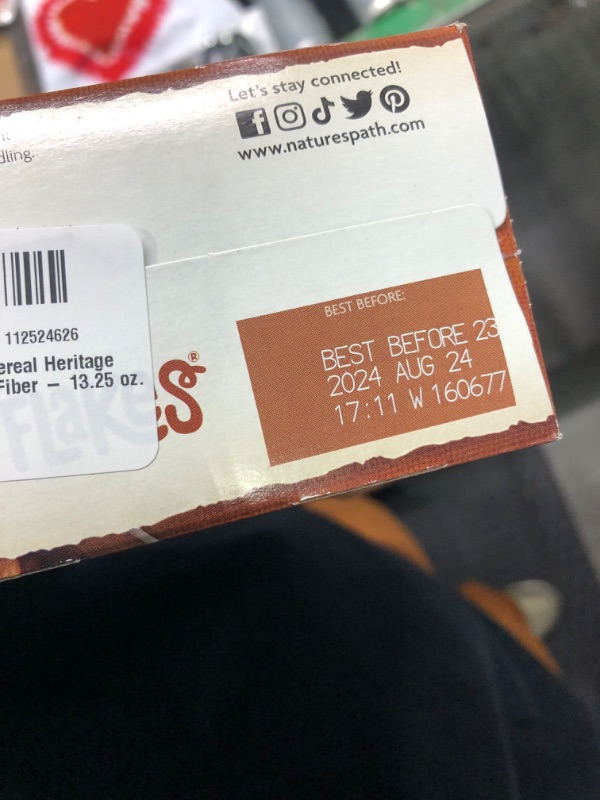 Let's stay connected!
www.naturespath.com
dling.
112524626
ereal Heritage
Fiber – 13.25 oz.
Flakes®
BEST BEFORE:
BEST BEFORE 23
2024 AUG 24
17:11 W 160677